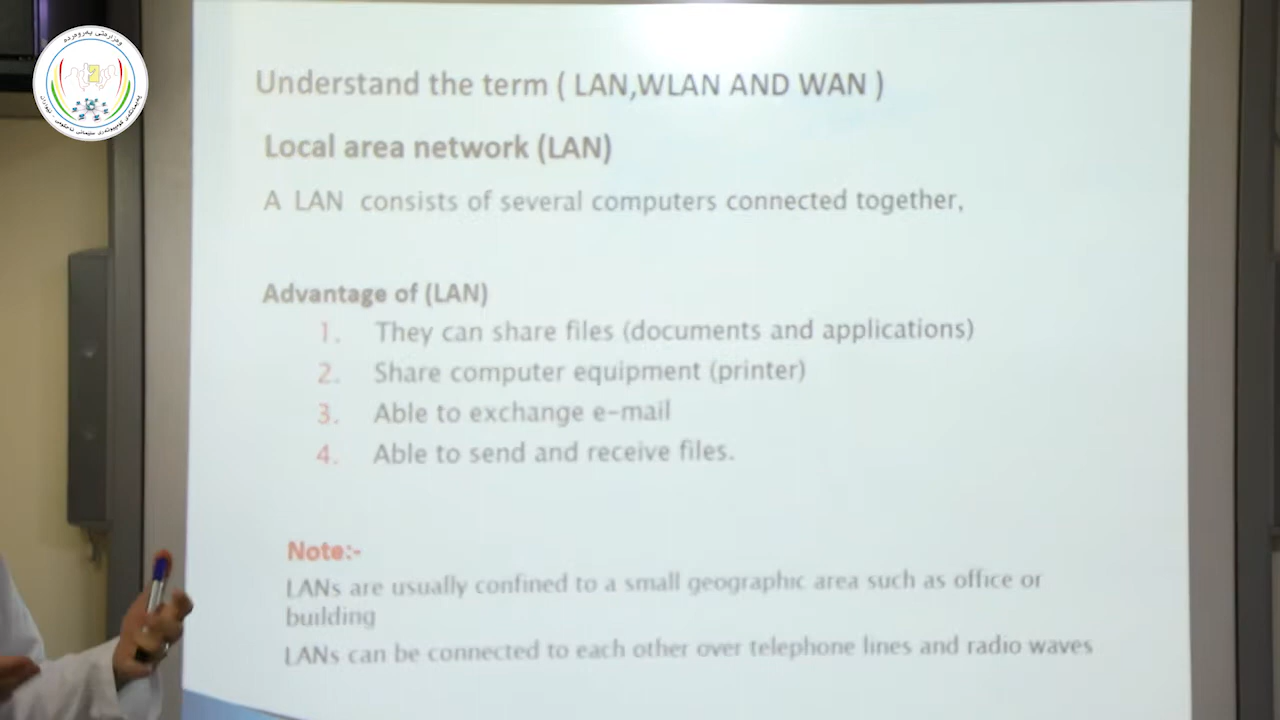 وەزارەتی پەروەردە
Understand the term ( LAN,WLAN AND WAN )
Local area network (LAN)
A LAN consists of several computers connected together,
Advantage of (LAN)
1. They can share files (documents and applications)
2. Share computer equipment (printer)
3. Able to exchange e-mail
4. Able to send and receive files.
Note:-
LANs are usually confined to a small geographic area such as office or
building
LANs can be connected to each other over telephone lines and radio waves